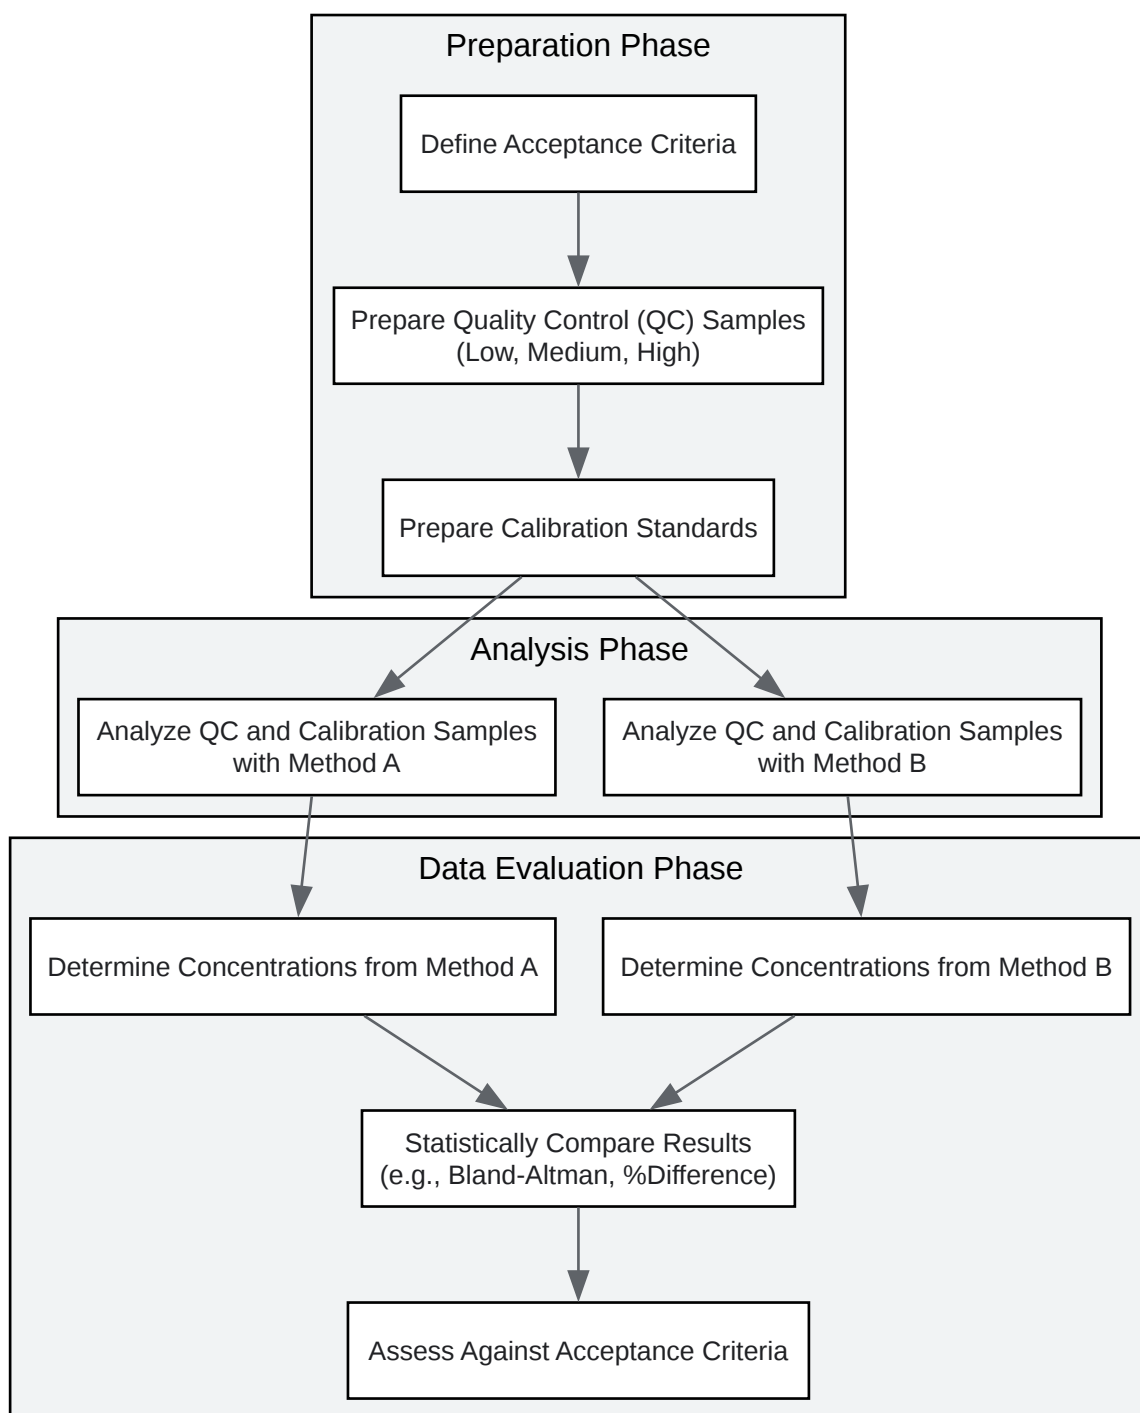 Preparation Phase
Define Acceptance Criteria
Prepare Quality Control (QC) Samples
(Low, Medium, High)
Prepare Calibration Standards
Analysis Phase
Analyze QC and Calibration Samples
with Method A
Analyze QC and Calibration Samples
with Method B
Data Evaluation Phase
Determine Concentrations from Method A
Determine Concentrations from Method B
Statistically Compare Results
(e.g., Bland-Altman, %Difference)
Assess Against Acceptance Criteria